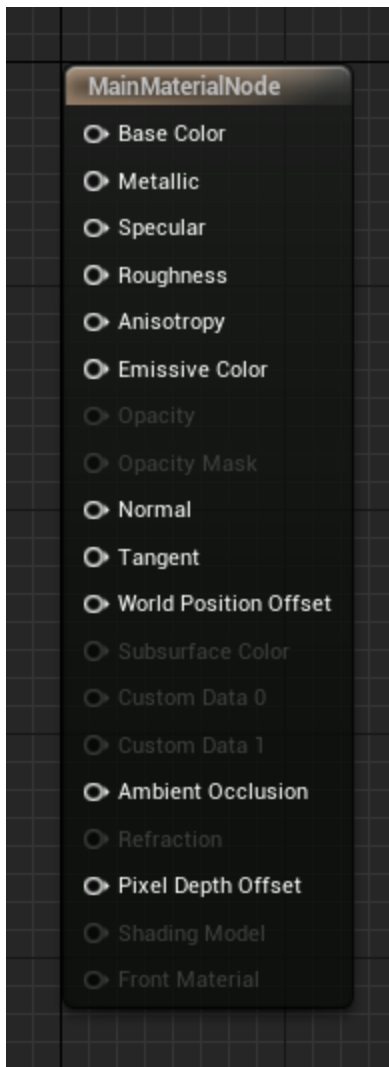 MainMaterialNode
Base Color
Metallic
Specular
Roughness
Anisotropy
Emissive Color
Opacity
Opacity Mask
Normal
Tangent
World Position Offset
Subsurface Color
Custom Data 0
Custom Data 1
Ambient Occlusion
Refraction
Pixel Depth Offset
Shading Model
Front Material